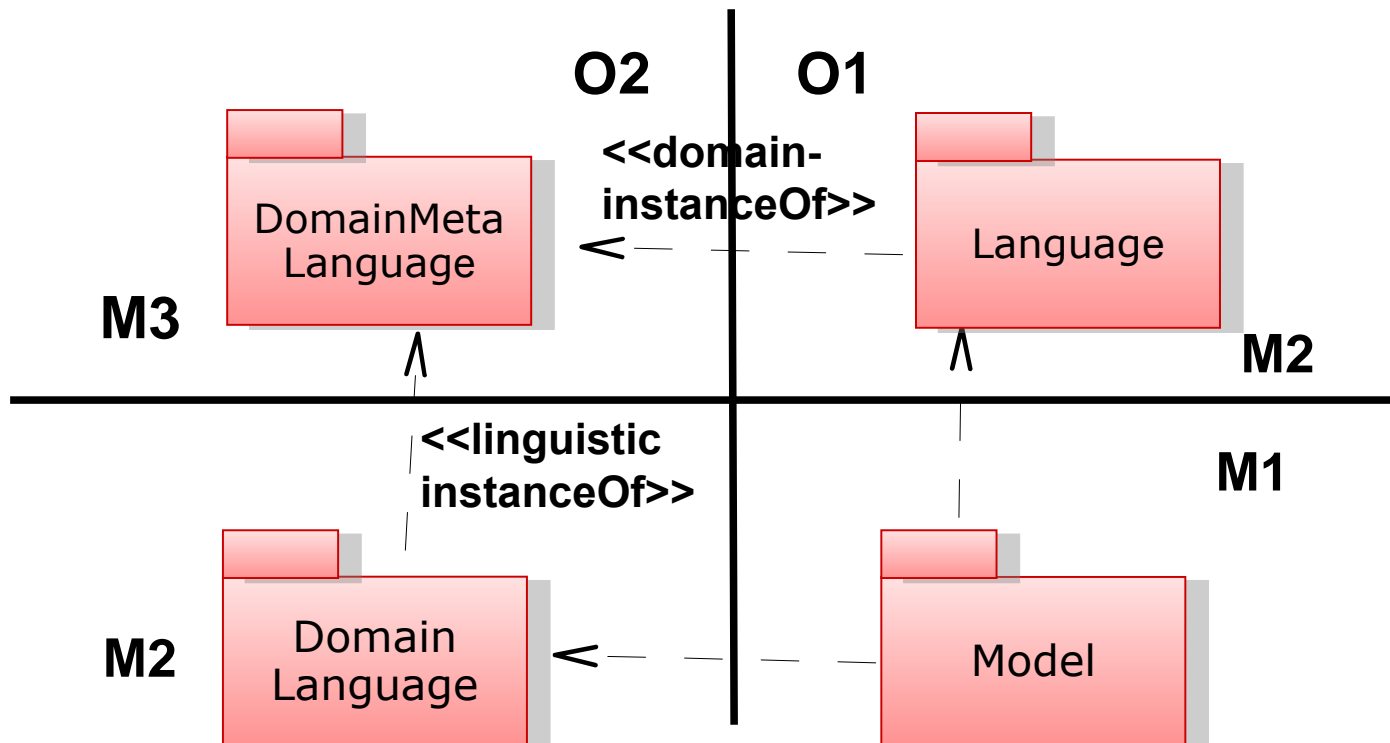 O2
O1
<<domain-
instanceOf>>
DomainMeta
Language
Language
M3
M2
<<linguistic
instanceOf>>
M1
Domain
Language
M2
Model